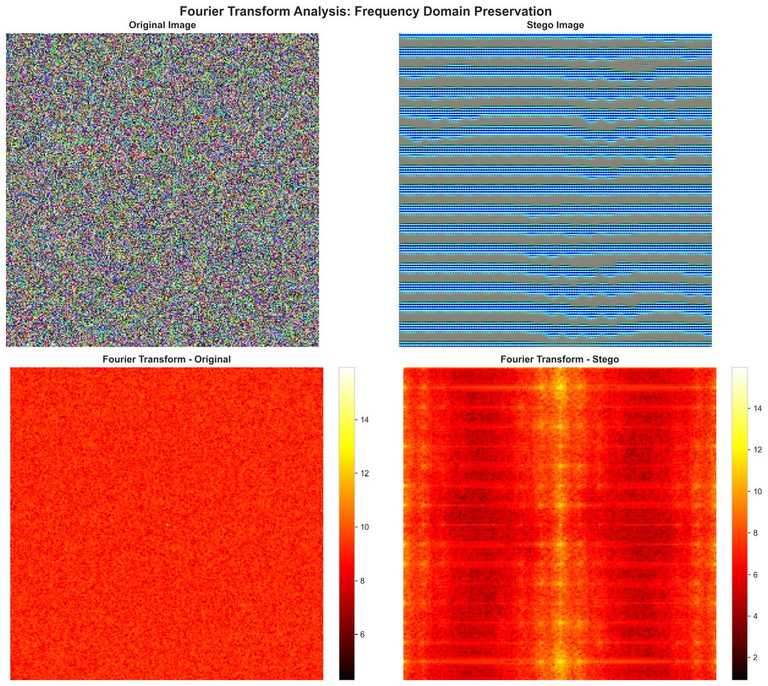 Fourier Transform Analysis: Frequency Domain Preservation
Original Image
Stego Image
Fourier Transform - Original
Fourier Transform - Stego
14
12
10
8
6
14
12
10
8
6
4
2